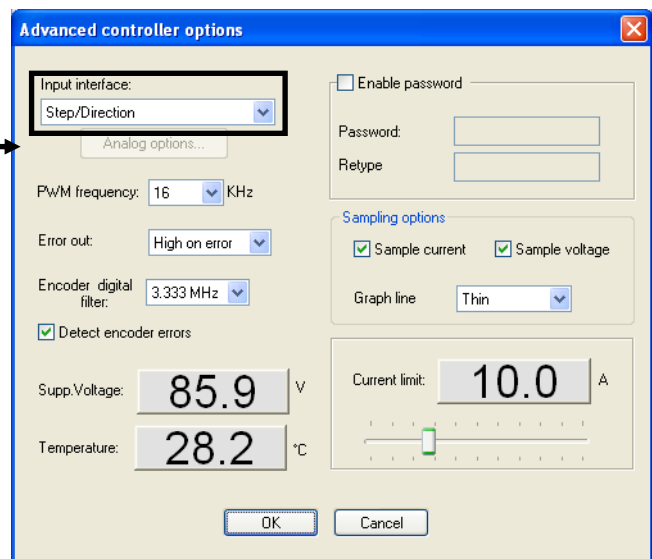 Advanced controller options
Input interface:
Step/Direction
Analog options...
PWM frequency: 16 KHz
Error out: High on error
Encoder digital
filter: 3.333 MHz
Detect encoder errors
Supp.Voltage: 85.9 V
Temperature: 28.2 °C
Enable password
Password:
Retype
Sampling options
Sample current Sample voltage
Graph line Thin
Current limit: 10.0 A
OK Cancel